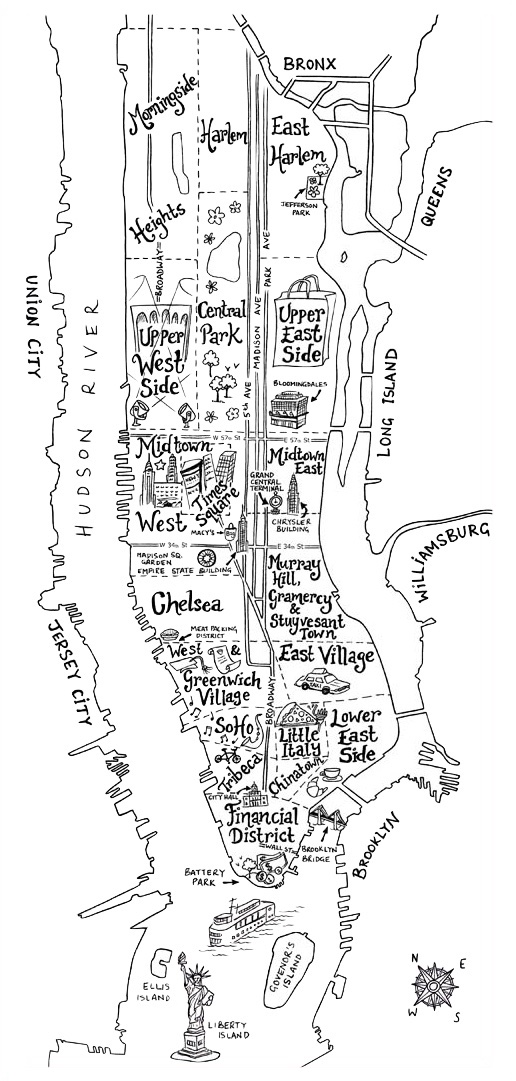 BRONX
Morningside
Heights
Harlem
East
Harlem
JEFFERSON
PARK
QUEENS
BROADWAY
PARK AVE
MADISON AVE
5th AVE
UNION CITY
HUDSON RIVER
Upper
West
Side
Central
Park
Upper
East
Side
BLOOMINGDALES
LONG ISLAND
W 57th St
E 57th St
Midtown
West
Times
Square
Midtown
East
GRAND
CENTRAL
TERMINAL
CHRYSLER
BUILDING
MACY'S
W 34th St
E 34th St
MADISON SQ.
GARDEN
EMPIRE STATE BUILDING
WILLIAMSBURG
Murray
Hill,
Gramercy
&
Stuyvesant
Town
Chelsea
MEAT PACKING
DISTRICT
JERSEY CITY
West &
Greenwich
Village
East Village
TAXI
BROADWAY
SoHo
Little
Italy
Lower
East
Side
Tribeca
Chinatown
CITY HALL
Financial
District
WALL ST
BROOKLYN
BRIDGE
BROOKLYN
BATTERY
PARK
ELLIS
ISLAND
GOVENOR'S
ISLAND
LIBERTY
ISLAND
N
E
W
S